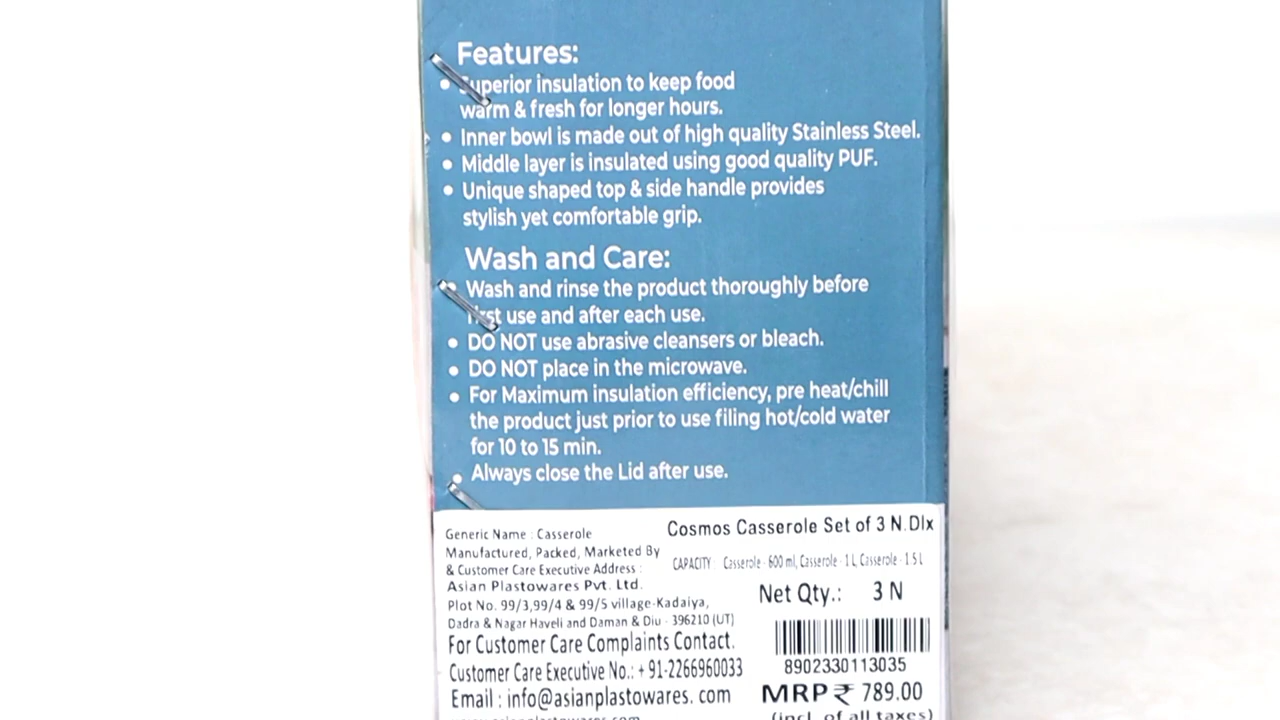 Features:
• Superior insulation to keep food
warm & fresh for longer hours.
• Inner bowl is made out of high quality Stainless Steel.
• Middle layer is insulated using good quality PUF.
• Unique shaped top & side handle provides
stylish yet comfortable grip.
Wash and Care:
• Wash and rinse the product thoroughly before
first use and after each use.
• DO NOT use abrasive cleansers or bleach.
• DO NOT place in the microwave.
• For Maximum insulation efficiency, pre heat/chill
the product just prior to use filing hot/cold water
for 10 to 15 min.
• Always close the Lid after use.
Generic Name : Casserole
Manufactured, Packed, Marketed By
& Customer Care Executive Address :
Asian Plastowares Pvt. Ltd.
Plot No. 99/3,99/4 & 99/5 village-Kadaiya,
Dadra & Nagar Haveli and Daman & Diu - 396210 (UT)
For Customer Care Complaints Contact.
Customer Care Executive No.: + 91-2266960033
Email : info@asianplastowares. com
www.asianplastowares.com
Cosmos Casserole Set of 3 N.Dlx
CAPACITY : Casserole - 600 ml, Casserole - 1 L, Casserole - 1.5 L
Net Qty.: 3 N
8902330113035
MRP ₹ 789.00
(incl. of all taxes)